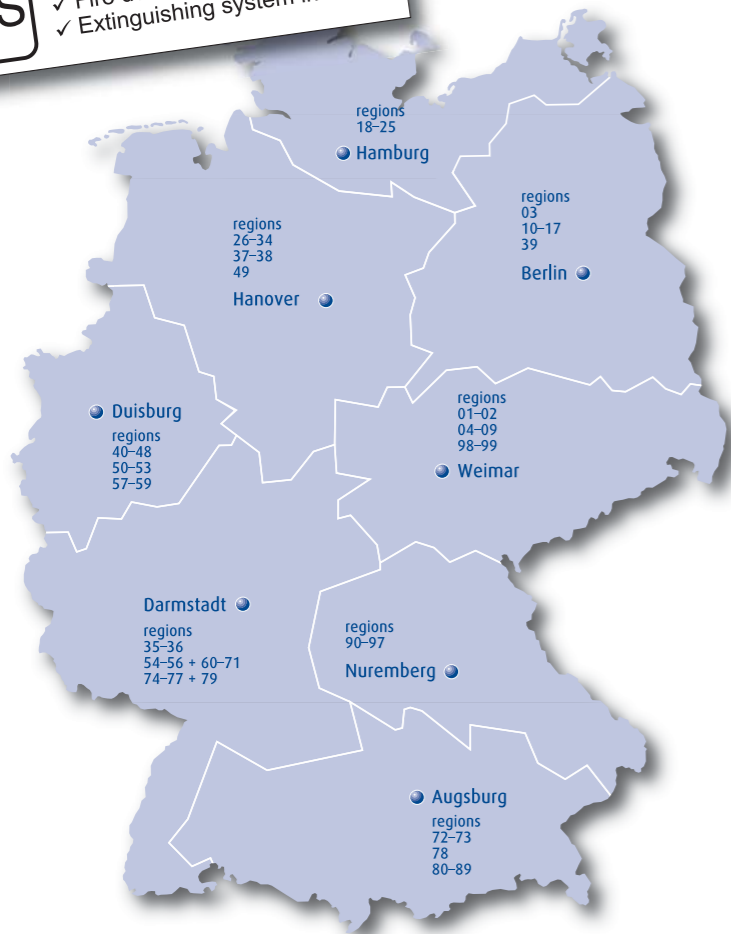 S
✓ Fire
✓ Extinguishing system
regions
18–25
Hamburg
regions
03
10–17
39
Berlin
regions
26–34
37–38
49
Hanover
regions
01–02
04–09
98–99
Weimar
Duisburg
regions
40–48
50–53
57–59
Darmstadt
regions
35–36
54–56 + 60–71
74–77 + 79
regions
90–97
Nuremberg
Augsburg
regions
72–73
78
80–89